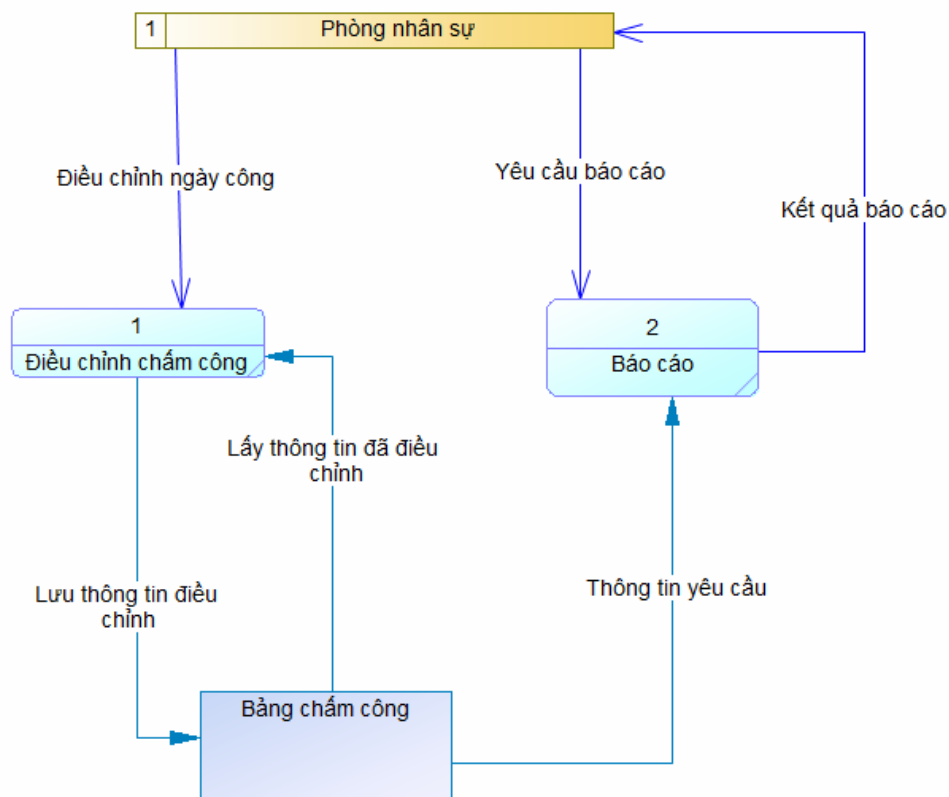 1 Phòng nhân sự
Điều chỉnh ngày công
Yêu cầu báo cáo
Kết quả báo cáo
1
Điều chỉnh chấm công
2
Báo cáo
Lấy thông tin đã điều
chỉnh
Lưu thông tin điều
chỉnh
Thông tin yêu cầu
Bảng chấm công